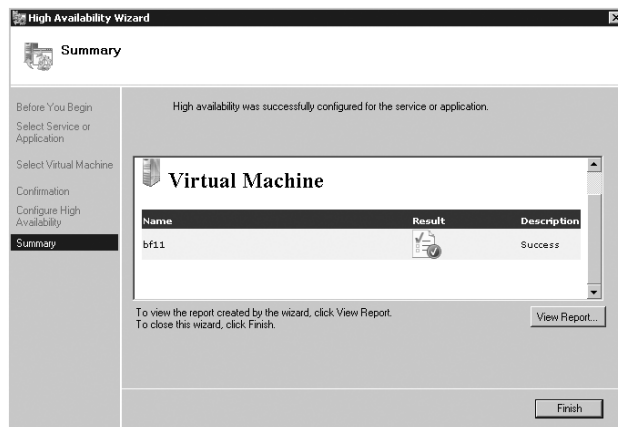 High Availability Wizard
Summary
Before You Begin
Select Service or
Application
Select Virtual Machine
Confirmation
Configure High
Availability
Summary
High availability was successfully configured for the service or application.
Virtual Machine
Name Result Description
bf11 Success
To view the report created by the wizard, click View Report.
To close this wizard, click Finish.
View Report...
Finish